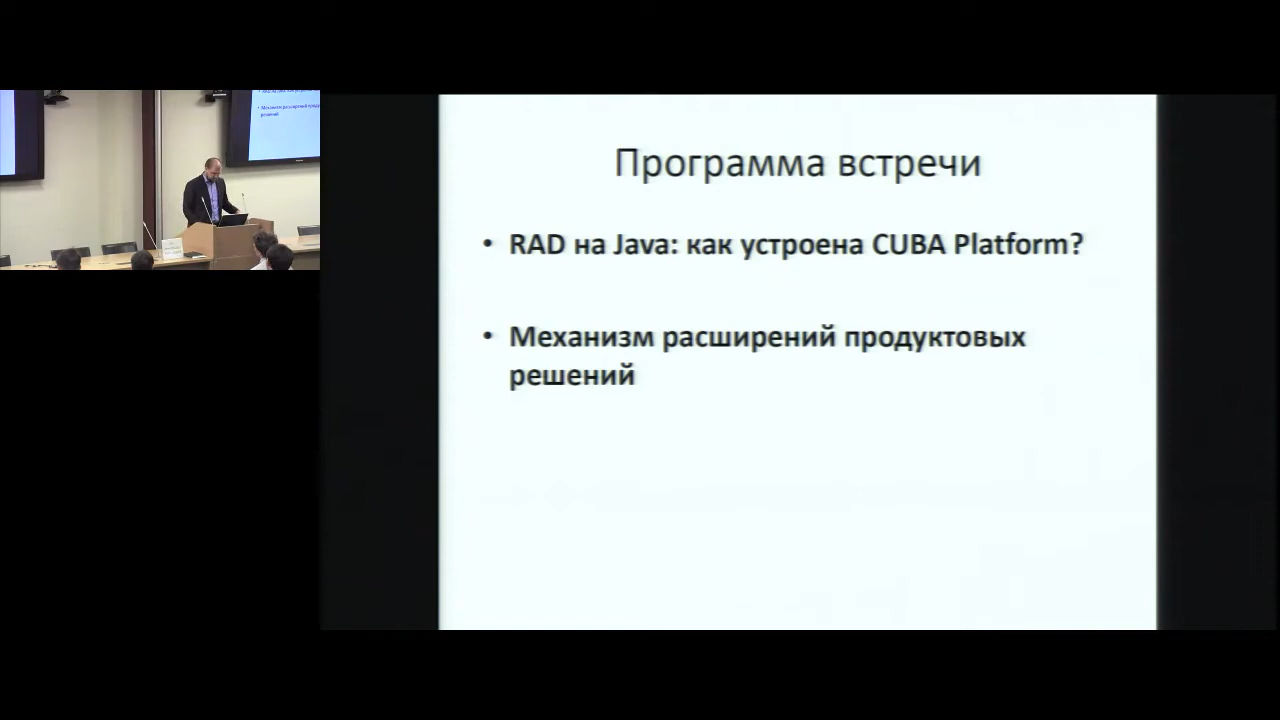 Программа встречи
• RAD на Java: как устроена CUBA Platform?
• Механизм расширений продуктовых
решений